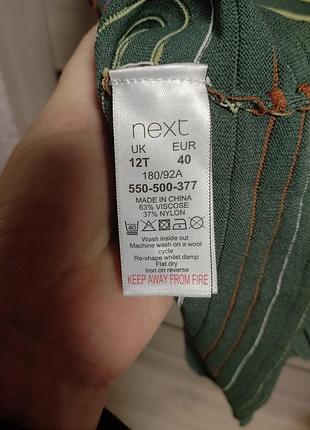 next
UK EUR
12T 40
180/92A
550-500-377
MADE IN CHINA
63% VISCOSE
37% NYLON
40
Wash inside out
Machine wash on a wool
cycle
Re-shape whilst damp
Flat dry
Iron on reverse
KEEP AWAY FROM FIRE